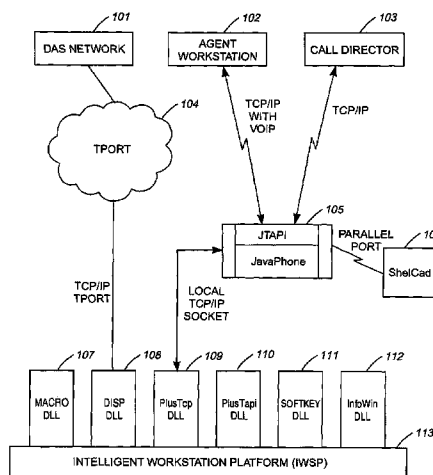 101
102
103
DAS NETWORK
AGENT
WORKSTATION
CALL DIRECTOR
104
TPORT
TCP/IP
WITH
VOIP
TCP/IP
105
JTAPI
JavaPhone
PARALLEL
PORT
10
ShelCad
TCP/IP
TPORT
LOCAL
TCP/IP
SOCKET
107
108
109
110
111
112
MACRO
DLL
DISP
DLL
PlusTcp
DLL
PlusTapi
DLL
SOFTKEY
DLL
InfoWin
DLL
113
INTELLIGENT WORKSTATION PLATFORM (IWSP)